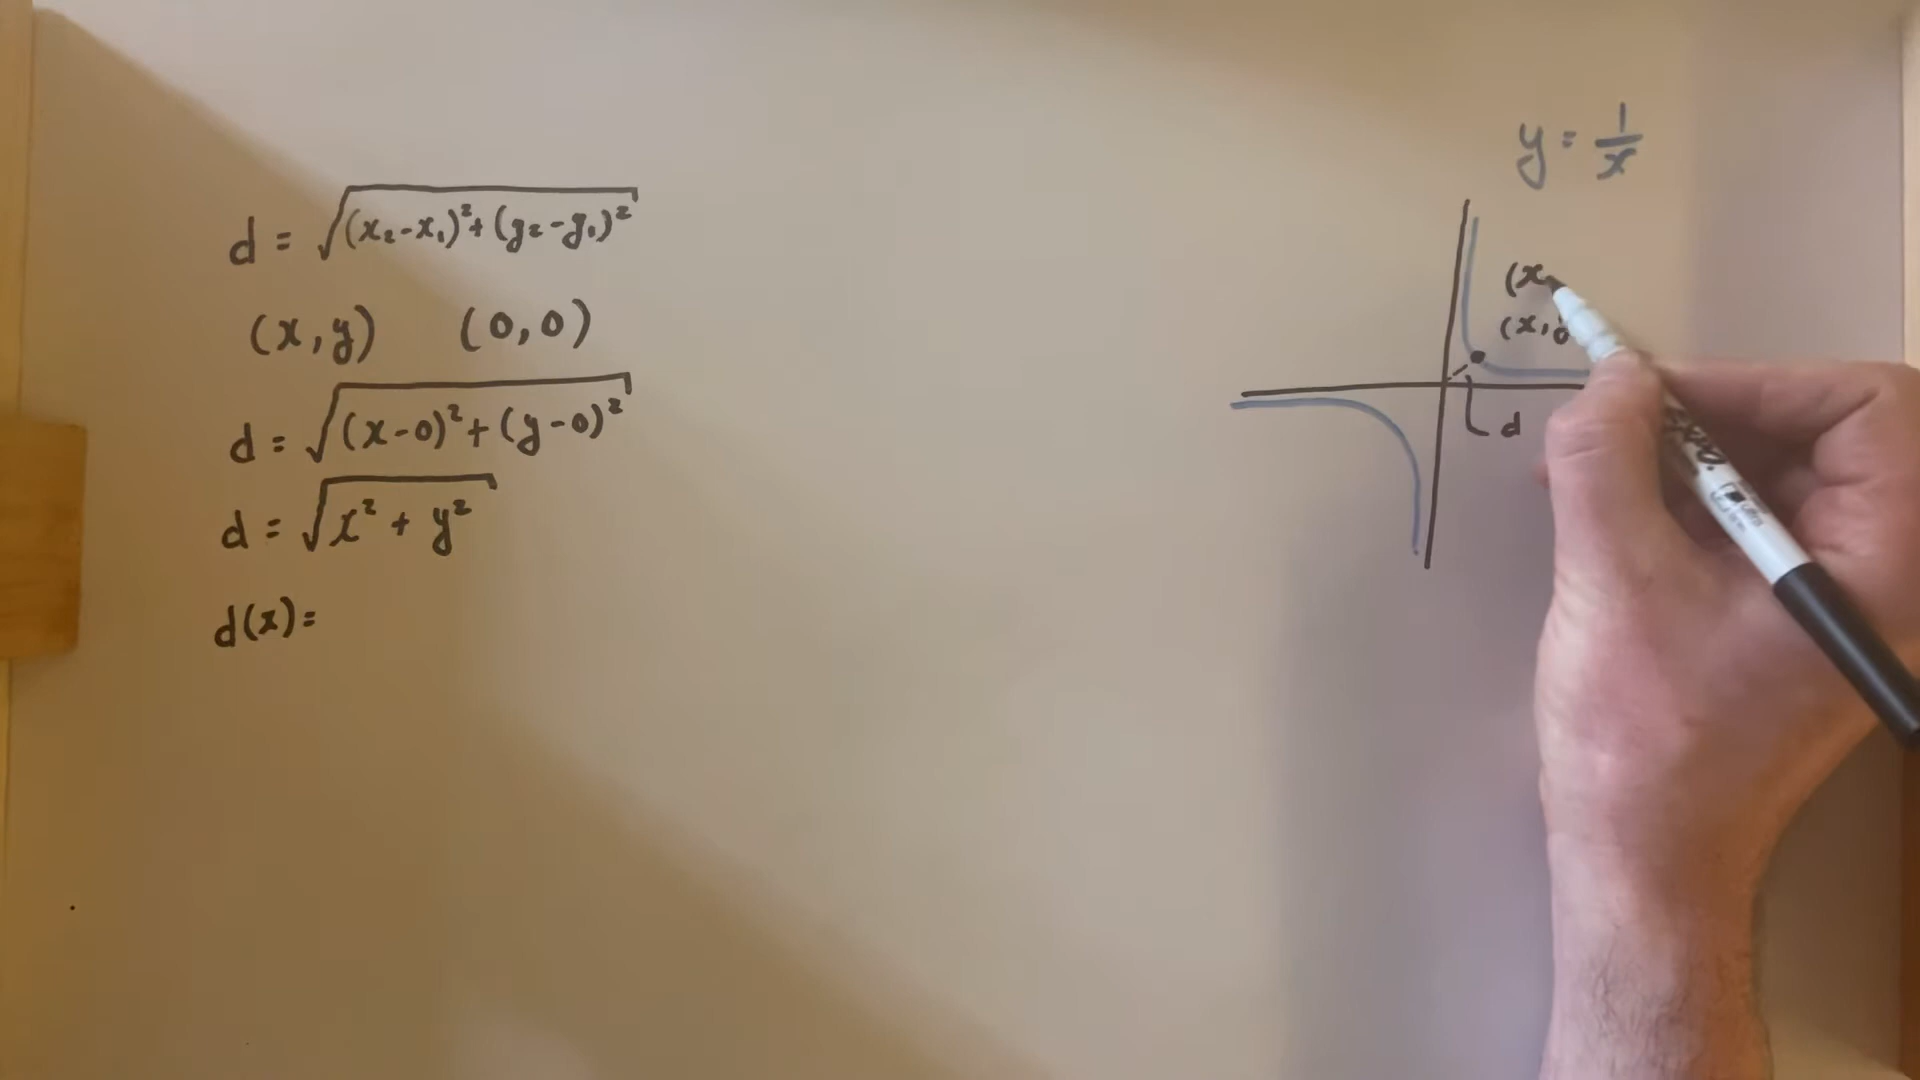 d = √(x₂-x₁)²+(y₂-y₁)²
(x,y) (0,0)
d = √(x-0)²+(y-0)²
d = √x² + y²
d(x)=
y = 1/x
(x,
(x,
d